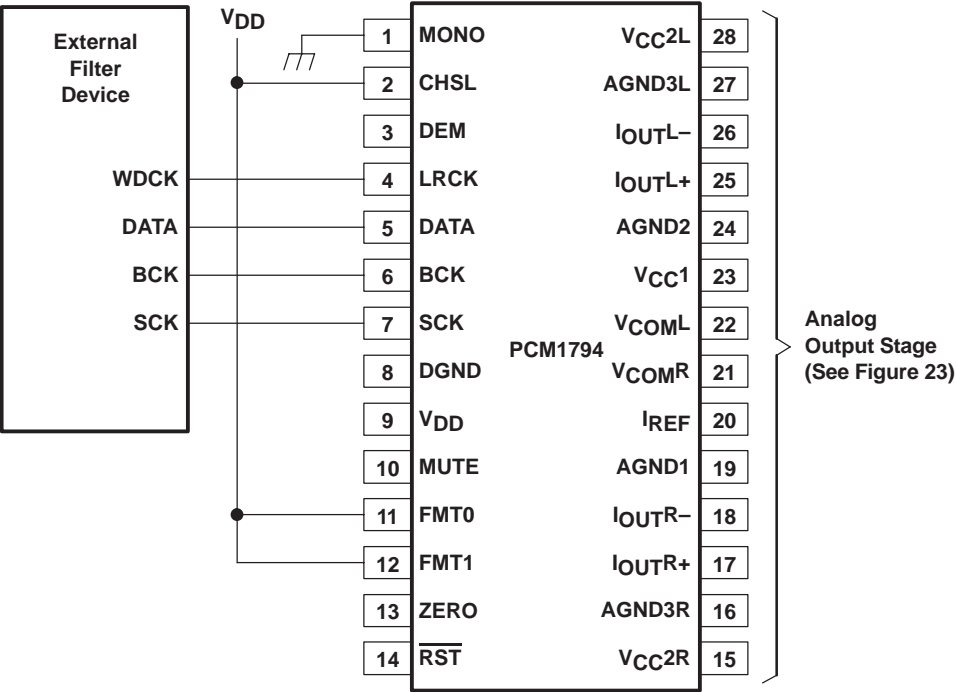 External
Filter
Device
WDCK
DATA
BCK
SCK
VDD
1 MONO
2 CHSL
3 DEM
4 LRCK
5 DATA
6 BCK
7 SCK
8 DGND
9 VDD
10 MUTE
11 FMT0
12 FMT1
13 ZERO
14 RST
PCM1794
VCC2L 28
AGND3L 27
IOUTL– 26
IOUTL+ 25
AGND2 24
VCC1 23
VCOML 22
VCOMR 21
IREF 20
AGND1 19
IOUTR– 18
IOUTR+ 17
AGND3R 16
VCC2R 15
Analog
Output Stage
(See Figure 23)